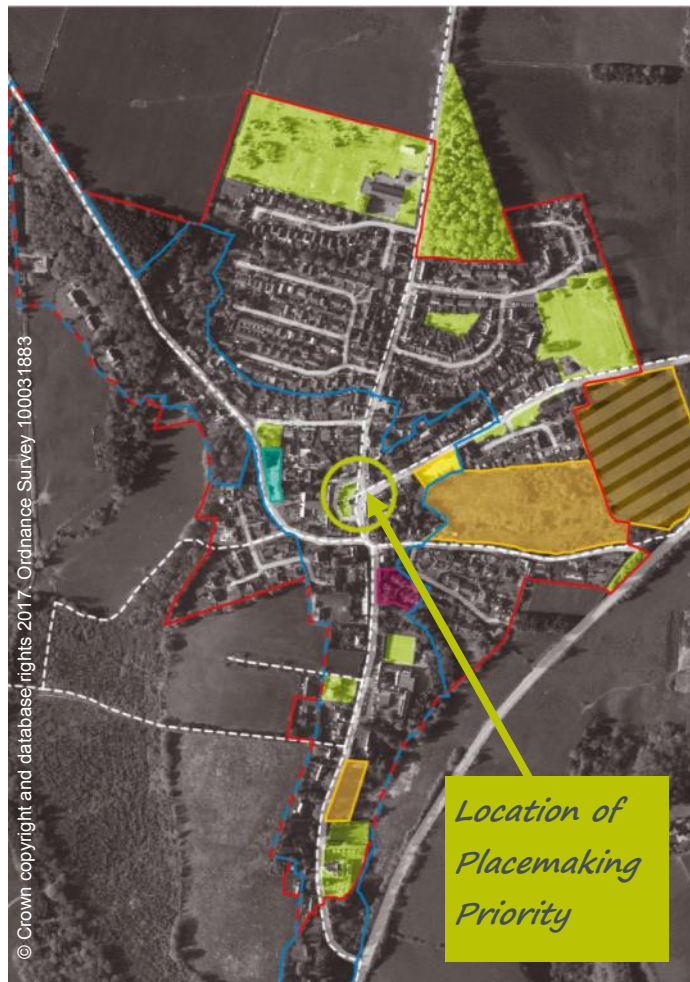 © Crown copyright and database rights 2017. Ordnance Survey 100031883
Location of
Placemaking
Priority